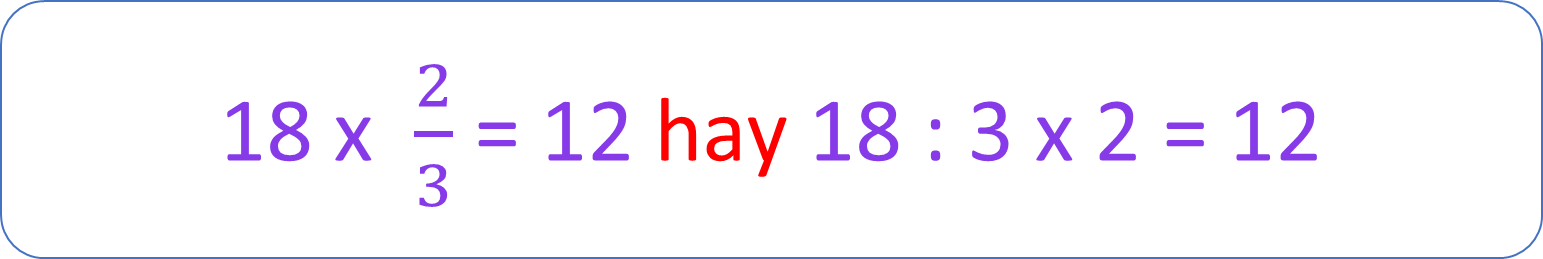 18 x 2/3 = 12 hay 18 : 3 x 2 = 12